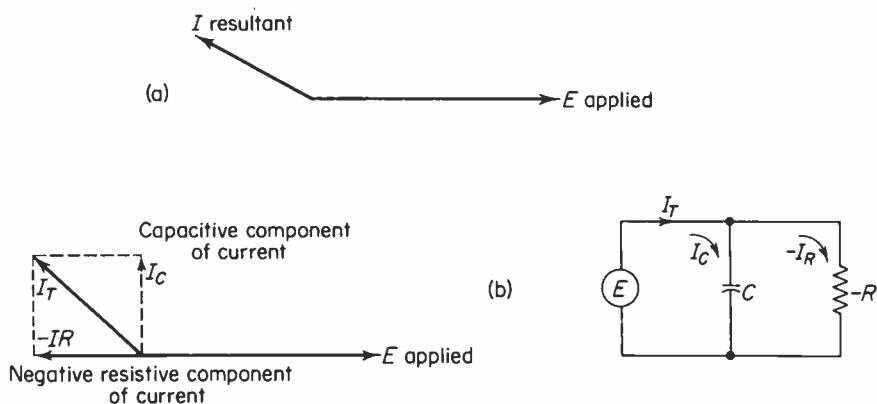 I resultant
(a)
E applied
Capacitive component
of current
I_T
I_C
-IR
E applied
Negative resistive component
of current
(b)
I_T
I_C
-I_R
E
C
-R